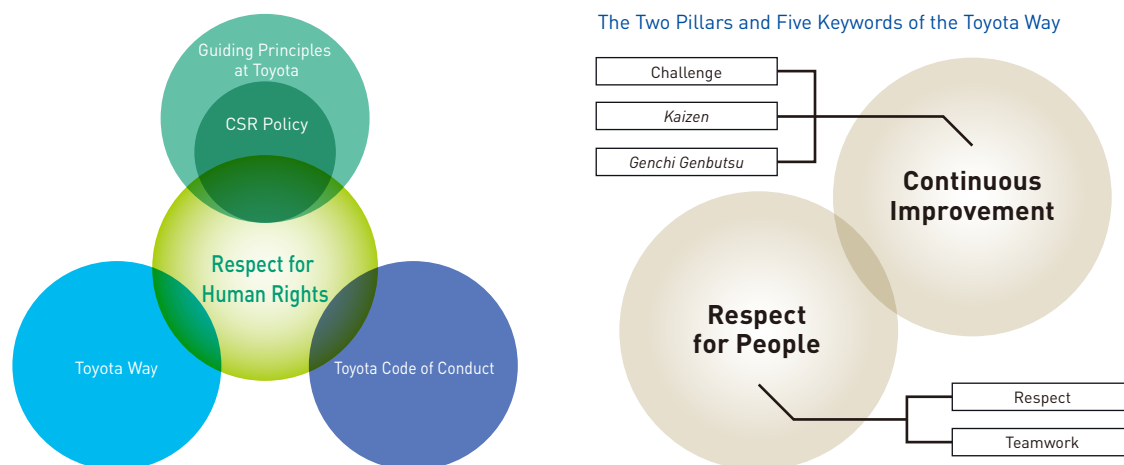 Guiding Principles
at Toyota
CSR Policy
Respect for
Human Rights
Toyota Way
Toyota Code of Conduct
The Two Pillars and Five Keywords of the Toyota Way
Challenge
Kaizen
Genchi Genbutsu
Continuous
Improvement
Respect
for People
Respect
Teamwork